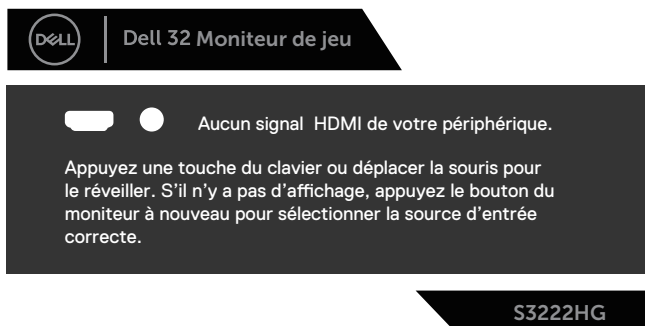 DELL
Dell 32 Moniteur de jeu
Aucun signal HDMI de votre périphérique.
Appuyez une touche du clavier ou déplacer la souris pour
le réveiller. S'il n'y a pas d'affichage, appuyez le bouton du
moniteur à nouveau pour sélectionner la source d'entrée
correcte.
S3222HG